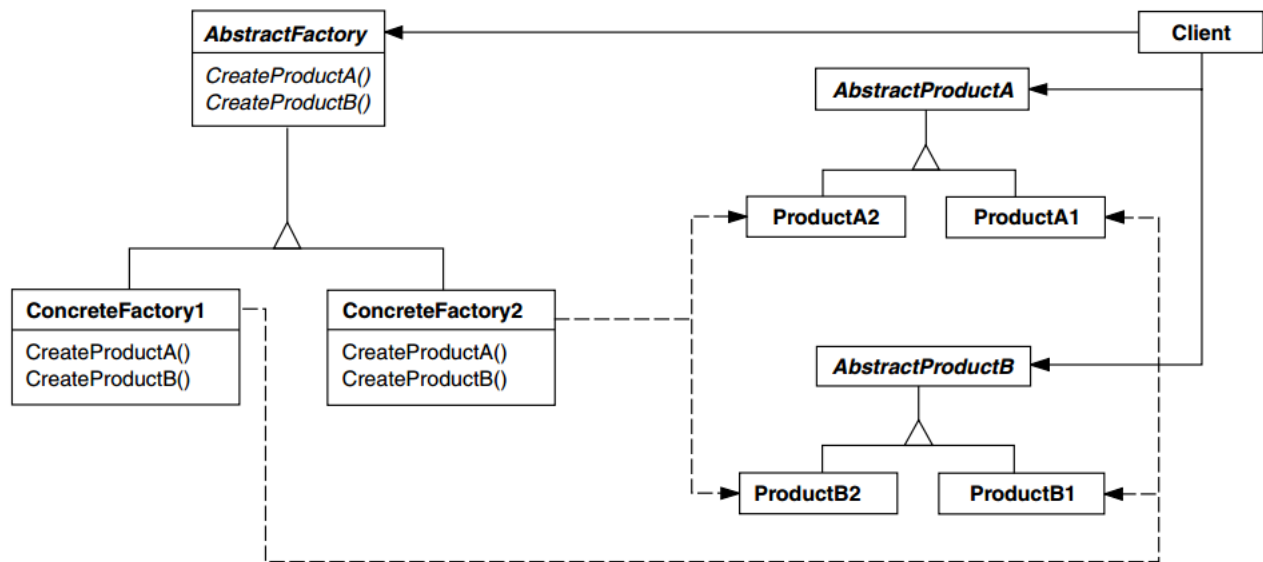 AbstractFactory
CreateProductA()
CreateProductB()
Client
AbstractProductA
ProductA2
ProductA1
ConcreteFactory1
CreateProductA()
CreateProductB()
ConcreteFactory2
CreateProductA()
CreateProductB()
AbstractProductB
ProductB2
ProductB1